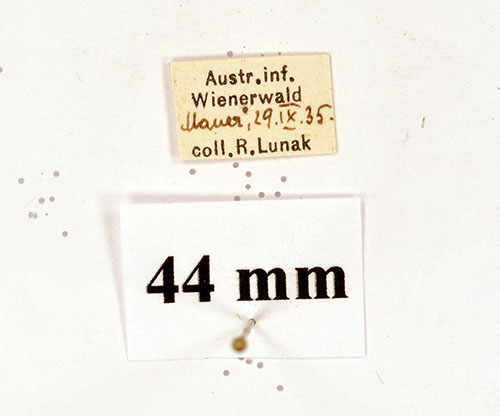 Austr.inf.
Wienerwald
Mauer, 29.IX.35.
coll.R.Lunak
44 mm